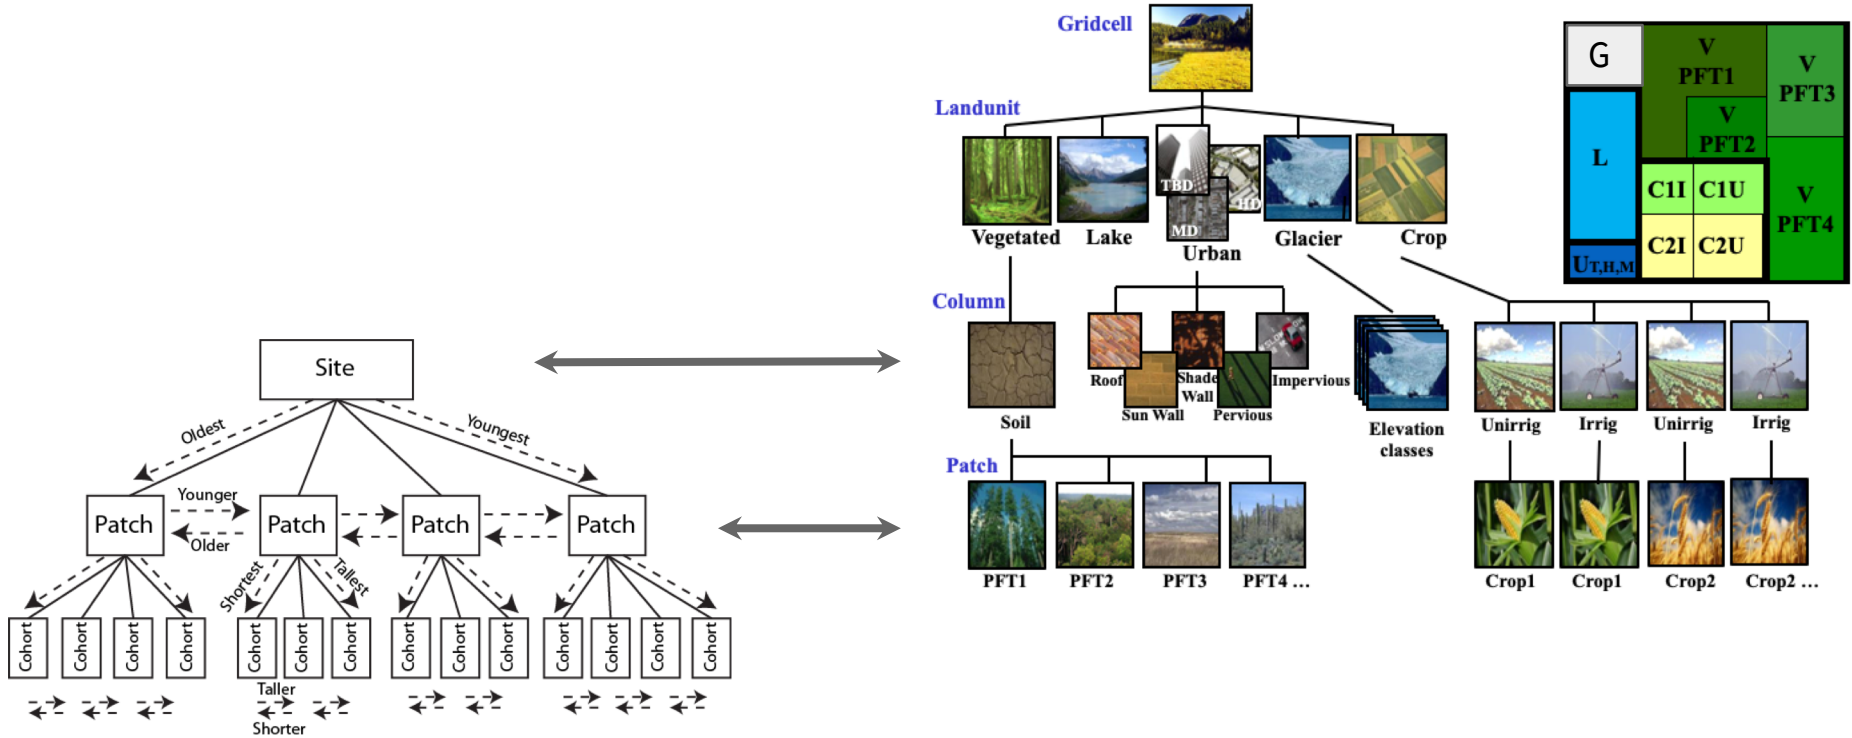 Site
Oldest
Youngest
Younger
Older
Patch
Patch
Patch
Patch
Shortest
Tallest
Cohort
Cohort
Cohort
Cohort
Cohort
Cohort
Cohort
Cohort
Cohort
Cohort
Cohort
Cohort
Cohort
Cohort
Taller
Shorter
Gridcell
Landunit
TBD
HD
MD
Vegetated
Lake
Urban
Glacier
Crop
Column
Roof
Sun Wall
Shade
Wall
Pervious
Impervious
Soil
Elevation
classes
Unirrig
Irrig
Unirrig
Irrig
Patch
PFT1
PFT2
PFT3
PFT4 ...
Crop1
Crop1
Crop2
Crop2 ...
G
V
PFT1
V
PFT2
V
PFT3
L
C1I
C1U
V
PFT4
C2I
C2U
UT,H,M